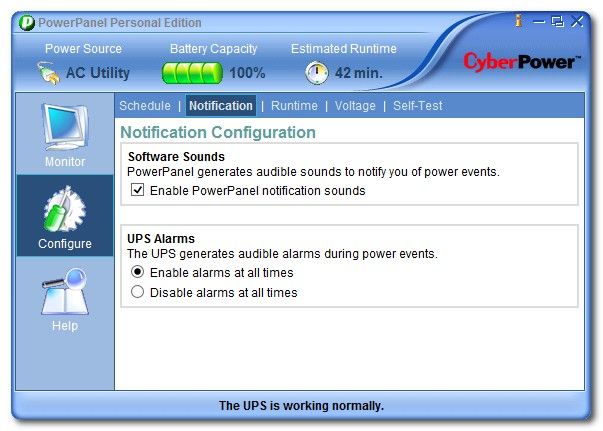 PowerPanel Personal Edition
Power Source
Battery Capacity
Estimated Runtime
AC Utility
100%
42 min.
CyberPower™
Schedule | Notification | Runtime | Voltage | Self-Test
Monitor
Configure
Help
Notification Configuration
Software Sounds
PowerPanel generates audible sounds to notify you of power events.
Enable PowerPanel notification sounds
UPS Alarms
The UPS generates audible alarms during power events.
Enable alarms at all times
Disable alarms at all times
The UPS is working normally.